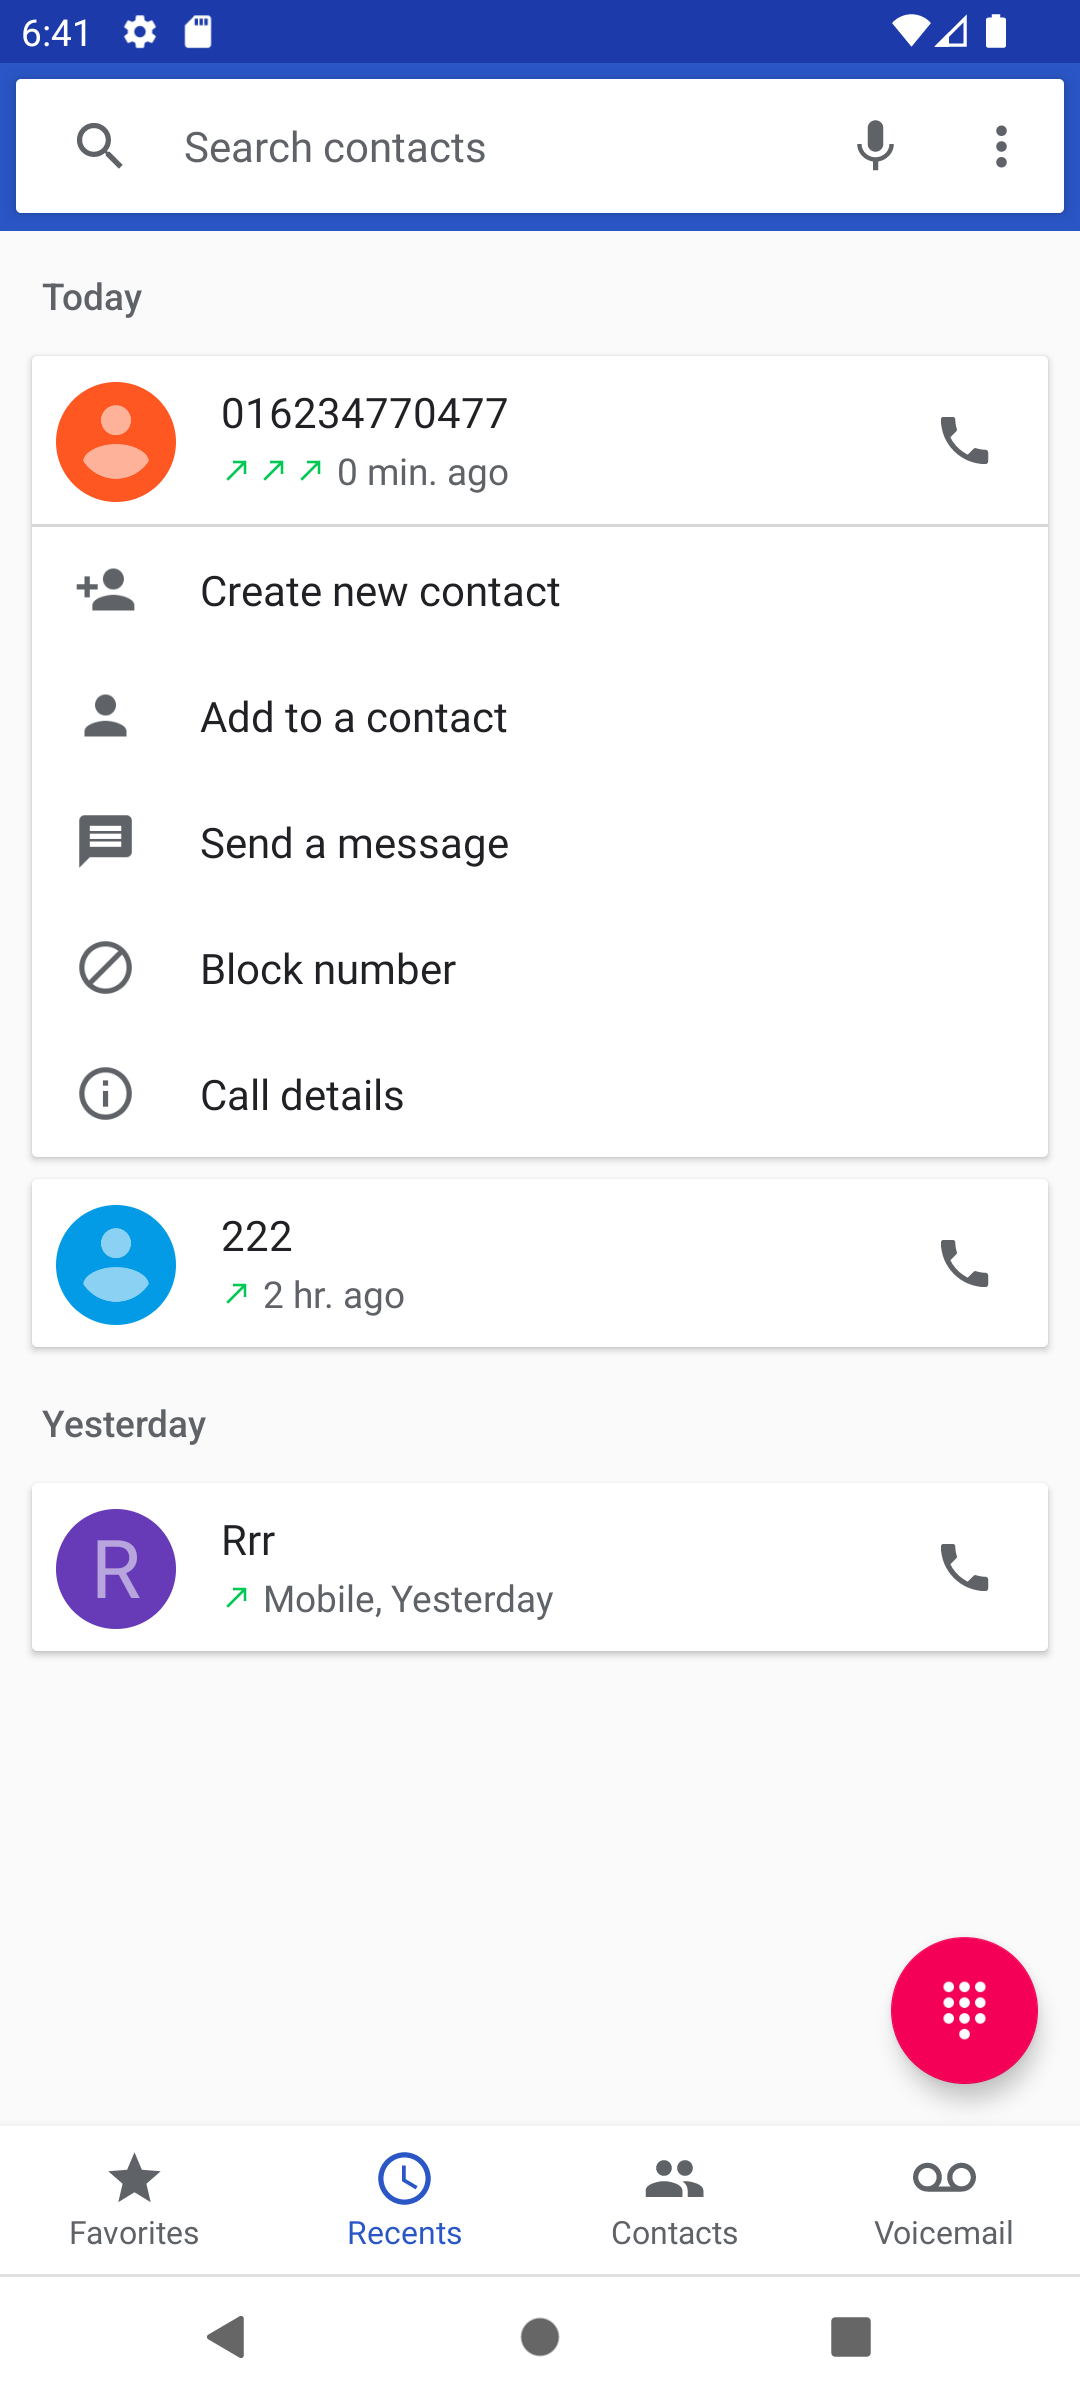 6:41
Search contacts
Today
016234770477
0 min. ago
Create new contact
Add to a contact
Send a message
Block number
Call details
222
2 hr. ago
Yesterday
R
Rrr
Mobile, Yesterday
Favorites
Recents
Contacts
Voicemail